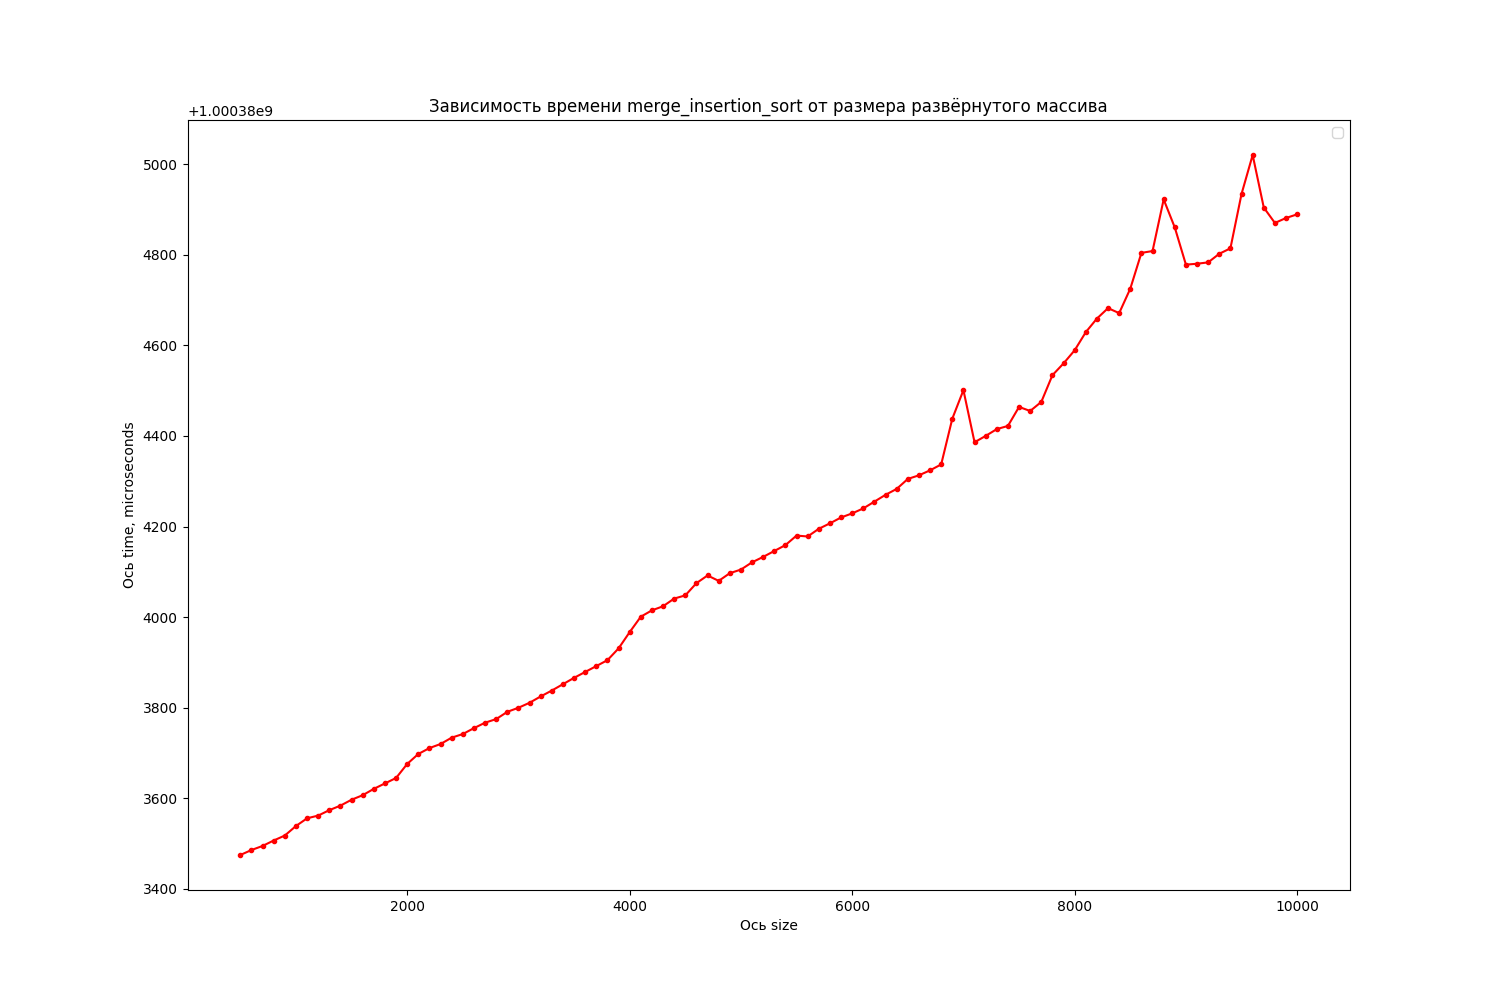 +1.00038e9
Зависимость времени merge_insertion_sort от размера развёрнутого массива
5000
4800
4600
4400
4200
4000
3800
3600
3400
Ось time, microseconds
2000 4000 6000 8000 10000
Ось size